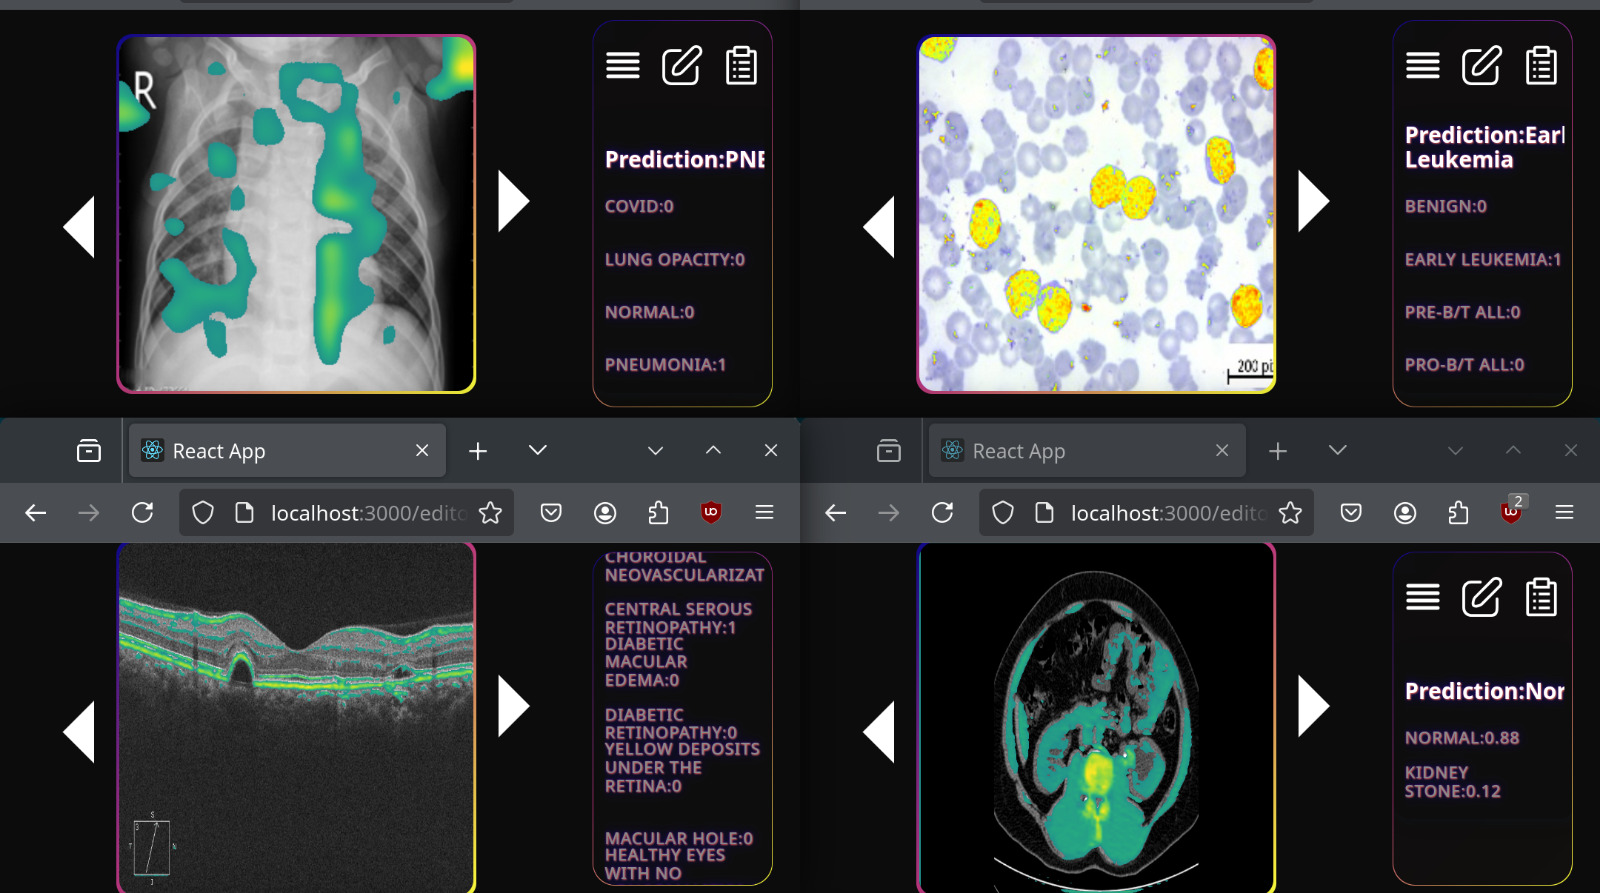 R
Prediction:PNE
COVID:0
LUNG OPACITY:0
NORMAL:0
PNEUMONIA:1
Prediction:Earl
Leukemia
BENIGN:0
EARLY LEUKEMIA:1
PRE-B/T ALL:0
PRO-B/T ALL:0
200 pi
React App
localhost:3000/edito
CHOROIDAL
NEOVASCULARIZAT
CENTRAL SEROUS
RETINOPATHY:1
DIABETIC
MACULAR
EDEMA:0
DIABETIC
RETINOPATHY:0
YELLOW DEPOSITS
UNDER THE
RETINA:0
MACULAR HOLE:0
HEALTHY EYES
WITH NO
S
T N
I
React App
localhost:3000/edito
2
Prediction:Nor
NORMAL:0.88
KIDNEY
STONE:0.12